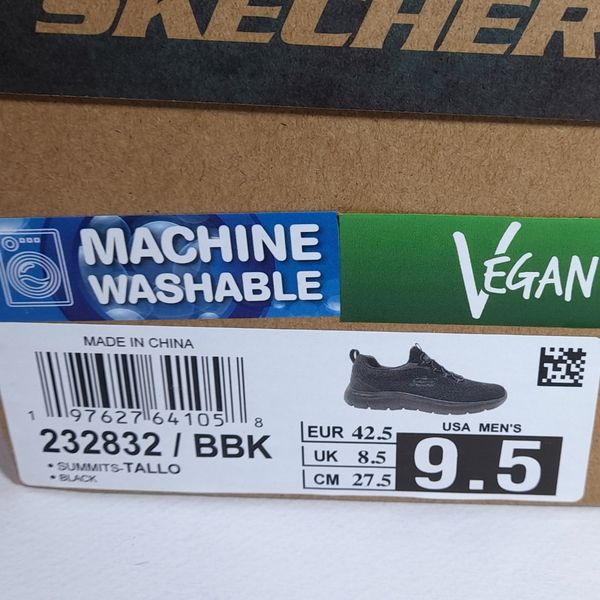 SKECHER
MACHINE
WASHABLE
VEGAN
MADE IN CHINA
1 97627 64105 8
232832 / BBK
• SUMMITS-TALLO
• BLACK
EUR 42.5
UK 8.5
CM 27.5
USA MEN'S
9.5